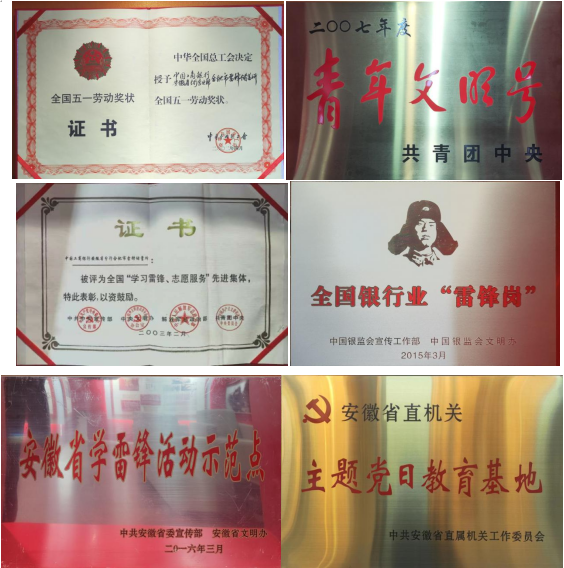 全国五一劳动奖状
证书
中华全国总工会决定
授予
全国五一劳动奖状。
二〇〇七年度
青年文明号
共青团中央
证书
被评为全国“学习雷锋、志愿服务”先进集体，
特此表彰，以资鼓励。
二〇〇三年二月
全国银行业“雷锋岗”
中国银监会宣传工作部 中国银监会文明办
2015年3月
安徽省学雷锋活动示范点
中共安徽省委宣传部 安徽省文明办
二〇一六年三月
安徽省直机关
主题党日教育基地
中共安徽省直属机关工作委员会